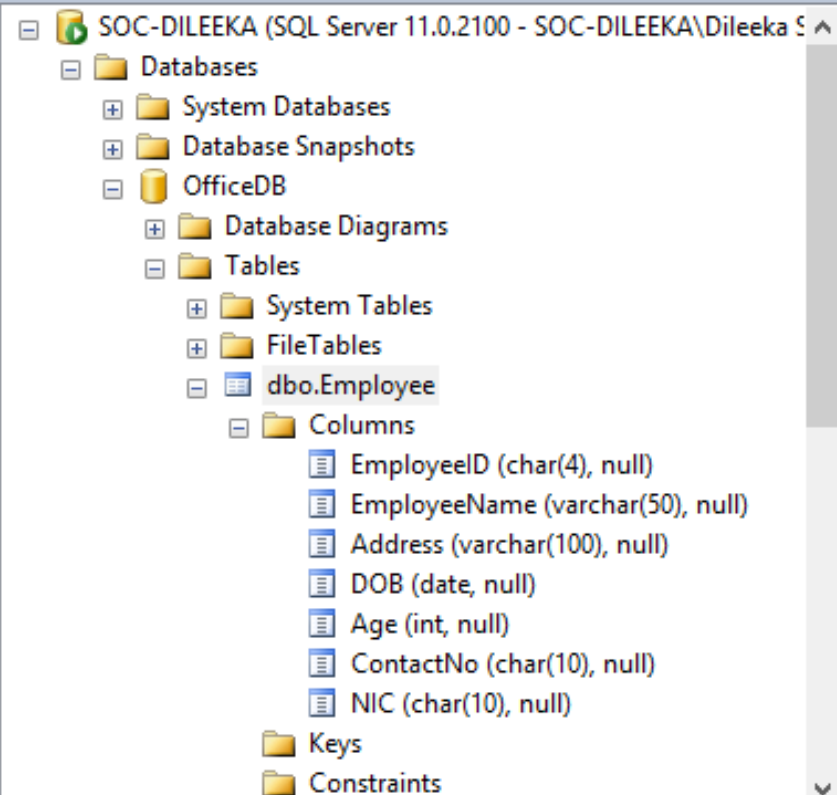 SOC-DILEEKA (SQL Server 11.0.2100 - SOC-DILEEKA\Dileeka S
Databases
System Databases
Database Snapshots
OfficeDB
Database Diagrams
Tables
System Tables
FileTables
dbo.Employee
Columns
EmployeeID (char(4), null)
EmployeeName (varchar(50), null)
Address (varchar(100), null)
DOB (date, null)
Age (int, null)
ContactNo (char(10), null)
NIC (char(10), null)
Keys
Constraints